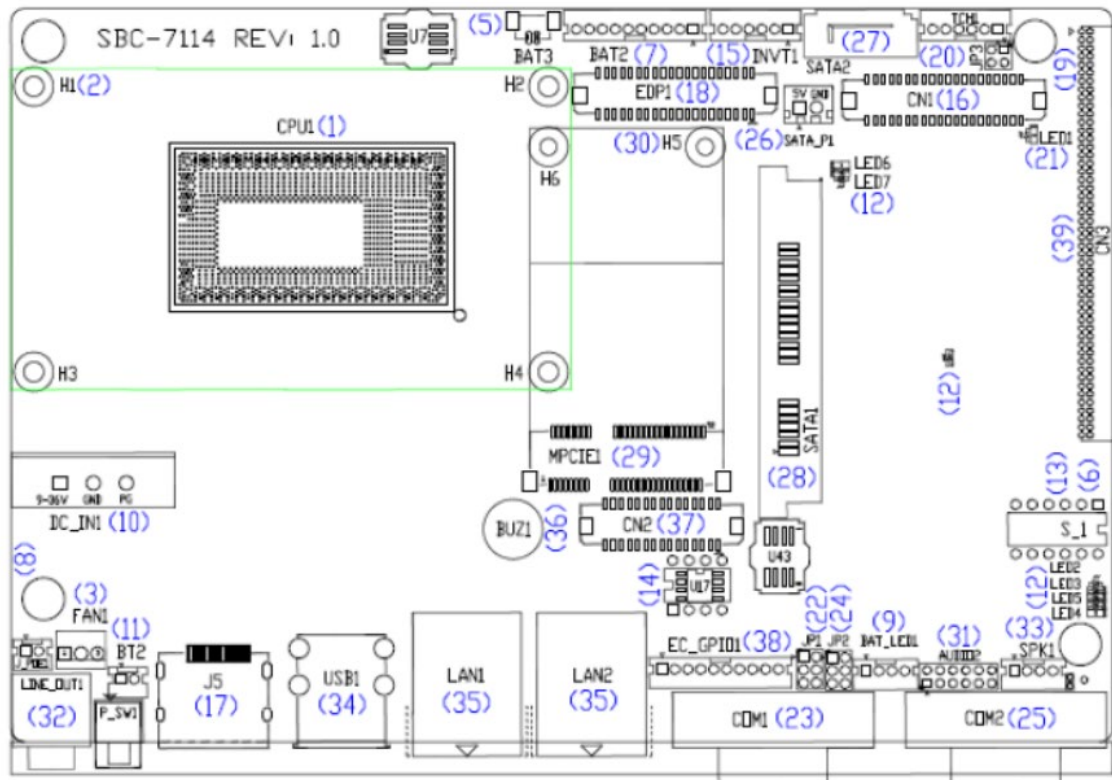 SBC-7114 REV: 1.0
U7
(5)
BAT3
BAT2 (7)
(15) INVT1
SATA2
(27)
TCM1
(20)
JP3
(19)
H1(2)
H2
EDP1
(18)
5V GND
SATA_P1
(26)
CN1
(16)
LED1
(21)
CPU1(1)
(30) H5
H6
LED6
LED7
(12)
(39)
CN3
H3
H4
(12)
SATA1
(28)
MPCIE1
(29)
9-36V GND PG
DC_IN1(10)
BUZ1
(36)
CN2
(37)
U43
(13)
(6)
S_1
(8)
(3)
FAN1
(11)
BT2
(14)
U17
LED2
LED3
LED5
LED4
(12)
LINE_OUT1
(32)
P_SW1
J5
(17)
USB1
(34)
LAN1
(35)
LAN2
(35)
EC_GPIO1(38)
(22)
JP1
(24)
JP2
(9)
BAT_LED1
(31)
AUDIO2
(33)
SPK1
COM1(23)
COM2(25)